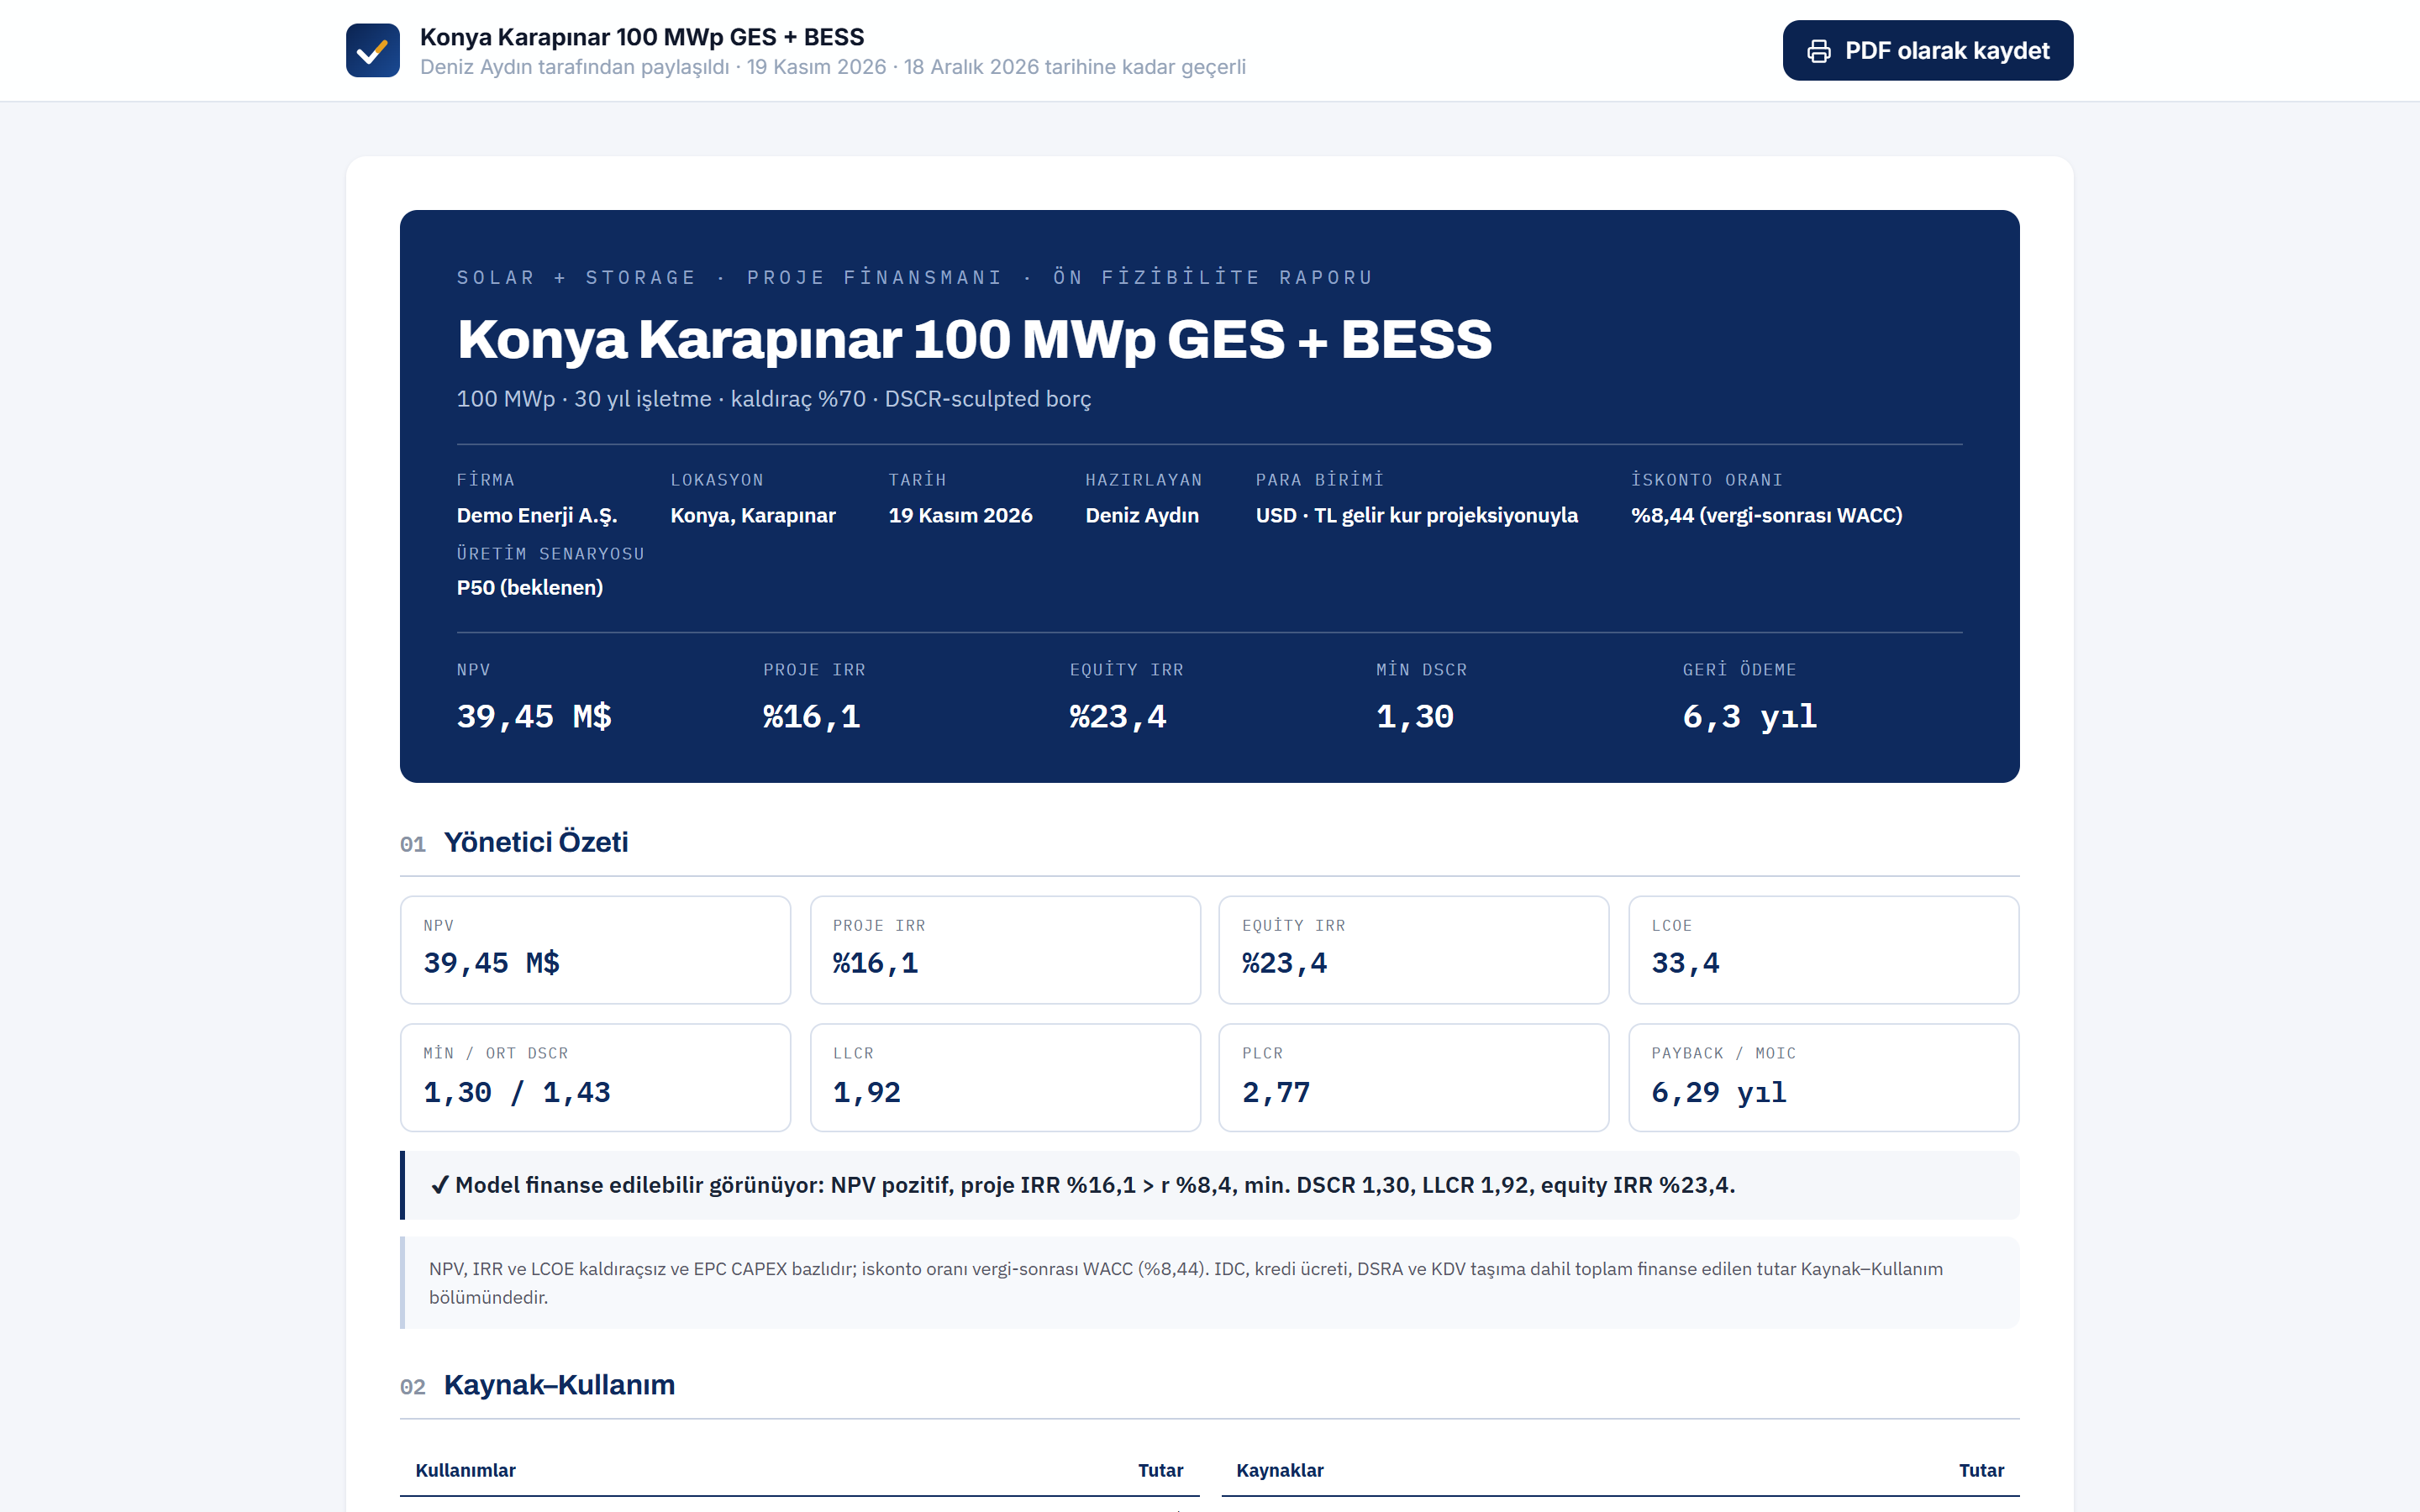 Konya Karapınar 100 MWp GES + BESS
Deniz Aydın tarafından paylaşıldı · 19 Kasım 2026 · 18 Aralık 2026 tarihine kadar geçerli
PDF olarak kaydet
SOLAR + STORAGE · PROJE FİNANSMANI · ÖN FİZİBİLİTE RAPORU
Konya Karapınar 100 MWp GES + BESS
100 MWp · 30 yıl işletme · kaldıraç %70 · DSCR-sculpted borç
FİRMA LOKASYON TARİH HAZIRLAYAN PARA BİRİMİ İSKONTO ORANI
Demo Enerji A.Ş. Konya, Karapınar 19 Kasım 2026 Deniz Aydın USD · TL gelir kur projeksiyonuyla %8,44 (vergi-sonrası WACC)
ÜRETİM SENARYOSU
P50 (beklenen)
NPV PROJE IRR EQUİTY IRR MİN DSCR GERİ ÖDEME
39,45 M$ %16,1 %23,4 1,30 6,3 yıl
01 Yönetici Özeti
NPV PROJE IRR EQUİTY IRR LCOE
39,45 M$ %16,1 %23,4 33,4
MİN / ORT DSCR LLCR PLCR PAYBACK / MOIC
1,30 / 1,43 1,92 2,77 6,29 yıl
✓ Model finanse edilebilir görünüyor: NPV pozitif, proje IRR %16,1 > r %8,4, min. DSCR 1,30, LLCR 1,92, equity IRR %23,4.
NPV, IRR ve LCOE kaldıraçsız ve EPC CAPEX bazlıdır; iskonto oranı vergi-sonrası WACC (%8,44). IDC, kredi ücreti, DSRA ve KDV taşıma dahil toplam finanse edilen tutar Kaynak–Kullanım
bölümündedir.
02 Kaynak–Kullanım
Kullanımlar Tutar Kaynaklar Tutar